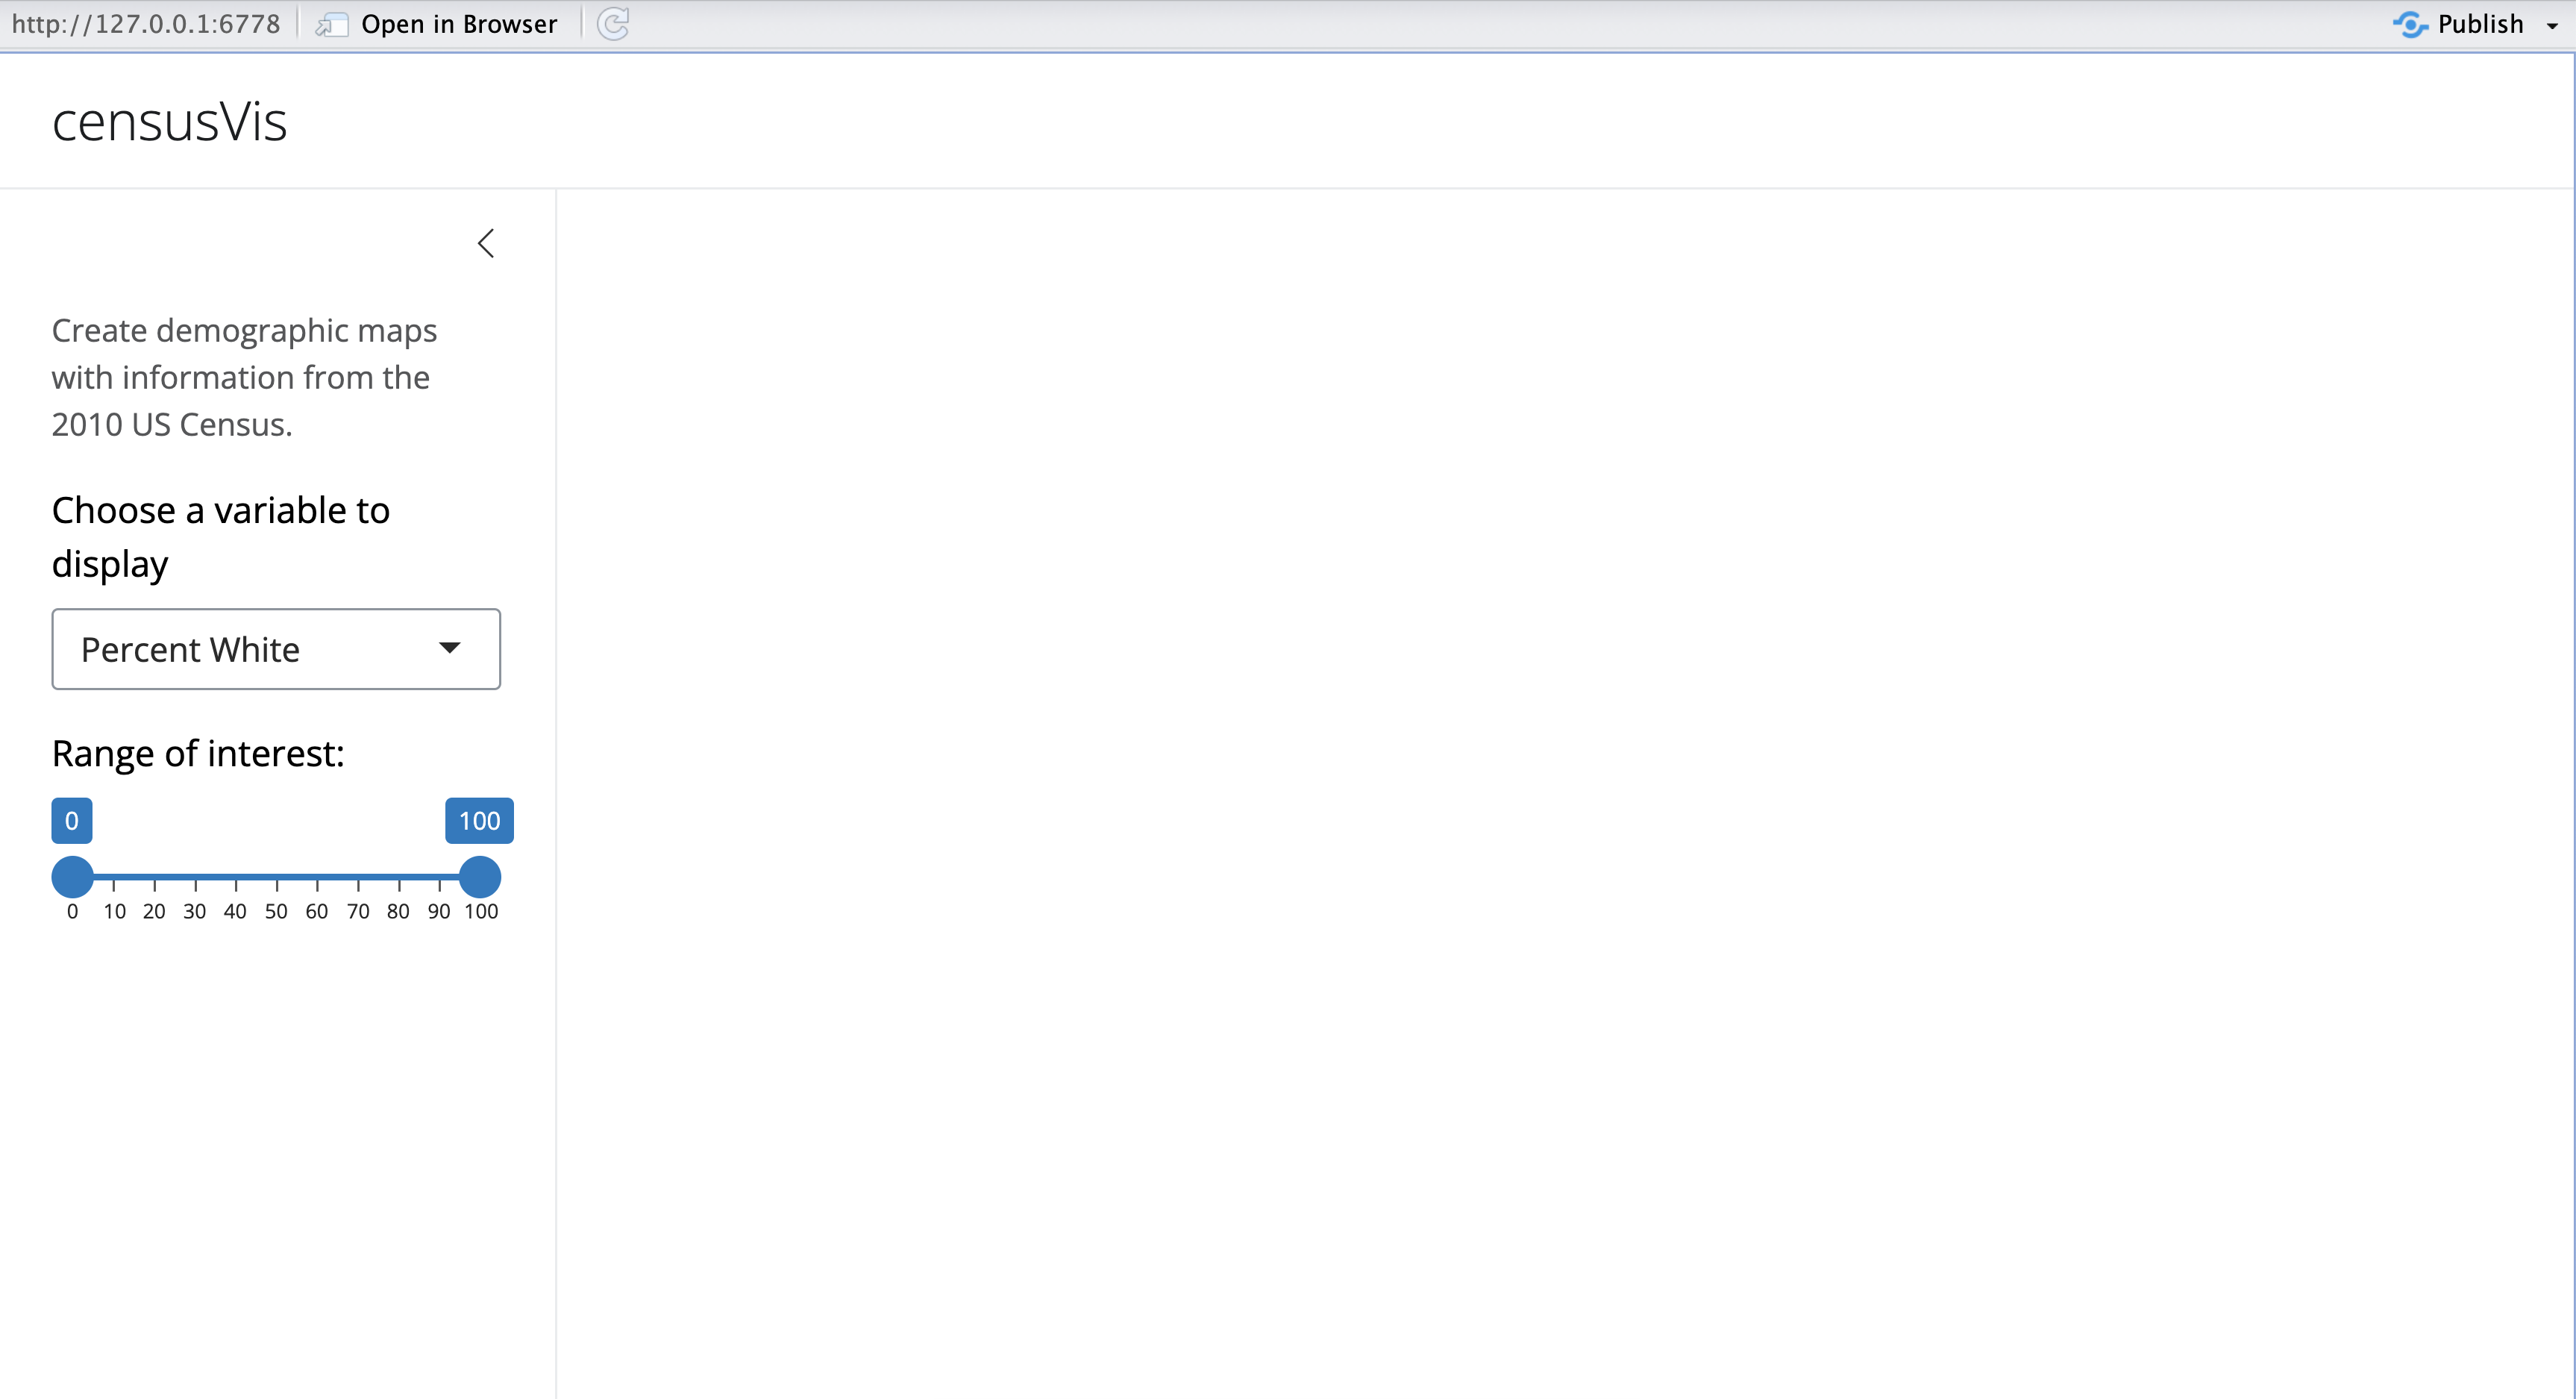 http://127.0.0.1:6778 Open in Browser Publish
censusVis
Create demographic maps
with information from the
2010 US Census.
Choose a variable to
display
Percent White
Range of interest:
0 100
0 10 20 30 40 50 60 70 80 90 100